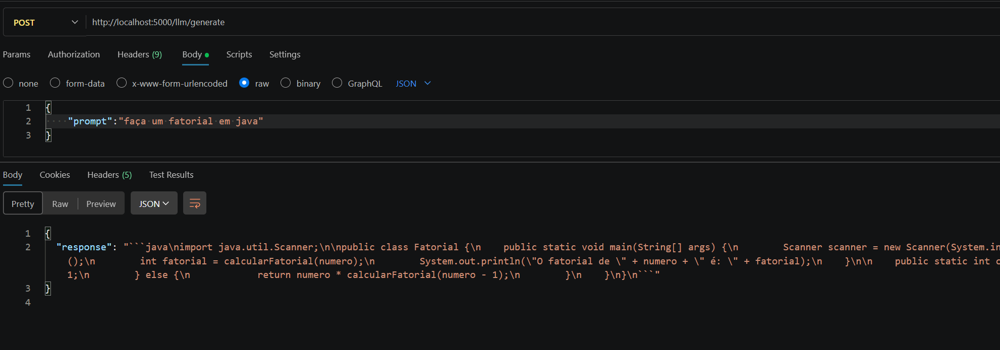 POST http://localhost:5000/llm/generate
Params Authorization Headers (9) Body Scripts Settings
none form-data x-www-form-urlencoded raw binary GraphQL JSON
1 {
2 ····"prompt":"faça·um·fatorial·em·java"
3 }
Body Cookies Headers (5) Test Results
Pretty Raw Preview JSON
1 {
2 "response": "```java\nimport java.util.Scanner;\n\npublic class Fatorial {\n    public static void main(String[] args) {\n        Scanner scanner = new Scanner(System.in
();\n        int fatorial = calcularFatorial(numero);\n        System.out.println(\"O fatorial de \" + numero + \" é: \" + fatorial);\n    }\n\n    public static int c
1;\n        } else {\n            return numero * calcularFatorial(numero - 1);\n        }\n    }\n}\n```"
3 }
4